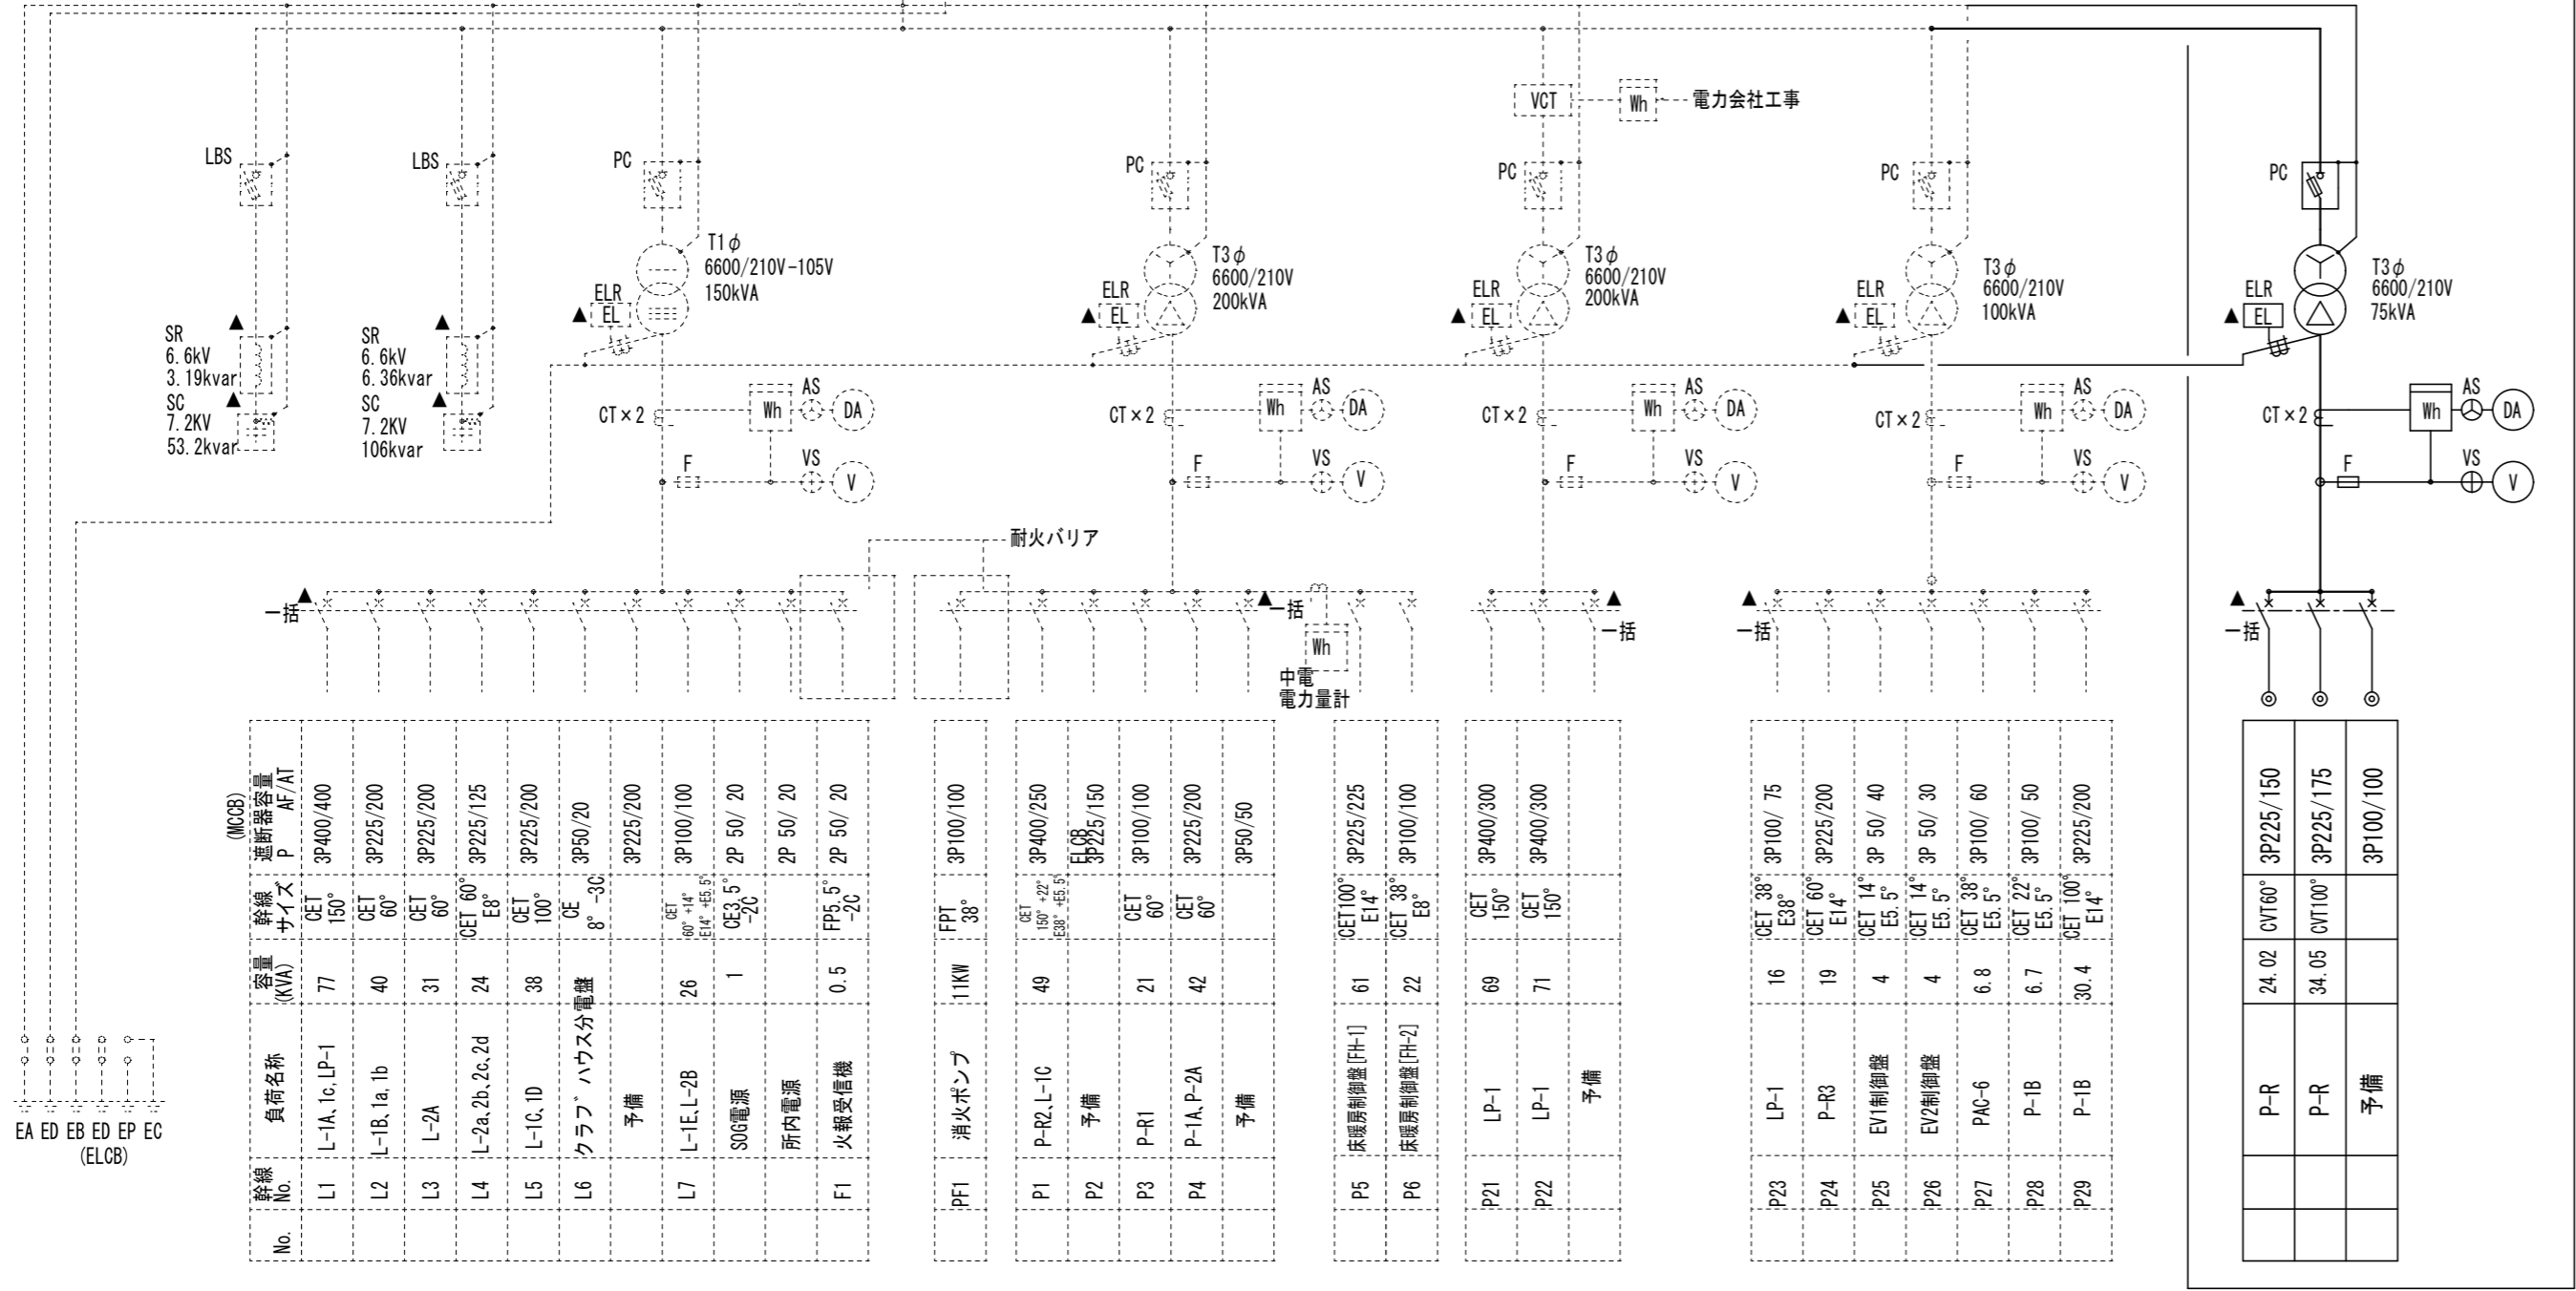 VCT
Wh
電力会社工事
LBS
LBS
PC
PC
PC
PC
PC
T1φ
6600/210V-105V
150kVA
T3φ
6600/210V
200kVA
T3φ
6600/210V
200kVA
T3φ
6600/210V
100kVA
T3φ
6600/210V
75kVA
ELR
EL
ELR
EL
ELR
EL
ELR
EL
ELR
EL
SR
6.6kV
3.19kvar
SC
7.2KV
53.2kvar
SR
6.6kV
6.36kvar
SC
7.2KV
106kvar
CT×2
Wh
AS
DA
F
VS
V
CT×2
Wh
AS
DA
F
VS
V
CT×2
Wh
AS
DA
F
VS
V
CT×2
Wh
AS
DA
F
VS
V
CT×2
Wh
AS
DA
F
VS
V
耐火バリア
一括
一括
一括
一括
一括
Wh
中電
電力量計
EA ED EB ED EP EC
(ELCB)
No.
幹線
No.
負荷名称
容量
(KVA)
幹線
サイズ
(MCCB)
遮断器容量
P AF/AT
L1 L-1A、1c,LP-1 77 CET 150° 3P400/400
L2 L-1B、1a,1b 40 CET 60° 3P225/200
L3 L-2A 31 CET 60° 3P225/200
L4 L-2a、2b、2c、2d 24 CET 60° E8° 3P225/125
L5 L-1C、1D 38 CET 100° 3P225/200
L6 クラブハウス分電盤 CE 8°-3C 3P50/20
予備 3P225/200
L7 L-1E、L-2B 26 CET 60°+14° E14°+E5.5° 3P100/100
SOG電源 1 CE3.5° -2C 2P 50/ 20
所内電源 2P 50/ 20
F1 火報受信機 0.5 FP5.5° -2C 2P 50/ 20
PF1 消火ポンプ 11KW FPT 38° 3P100/100
P1 P-R2、L-1C 49 CET 150°+22° E38°+E5.5° 3P400/250
P2 予備 ELCB 3P225/150
P3 P-R1 21 CET 60° 3P100/100
P4 P-1A、P-2A 42 CET 60° 3P225/200
予備 3P50/50
P5 床暖房制御盤[FH-1] 61 CET100° E14° 3P225/225
P6 床暖房制御盤[FH-2] 22 CET 38° E8° 3P100/100
P21 LP-1 69 CET 150° 3P400/300
P22 LP-1 71 CET 150° 3P400/300
予備
P23 LP-1 16 CET 38° E38° 3P100/ 75
P24 P-R3 19 CET 60° E14° 3P225/200
P25 EV1制御盤 4 CET 14° E5.5° 3P 50/ 40
P26 EV2制御盤 4 CET 14° E5.5° 3P 50/ 30
P27 PAC-6 6.8 CET 38° E5.5° 3P100/ 60
P28 P-1B 6.7 CET 22° E5.5° 3P100/ 50
P29 P-1B 30.4 CET 100° E14° 3P225/200
P-R 24.02 CVT60° 3P225/150
P-R 34.05 CVT100° 3P225/175
予備 3P100/100